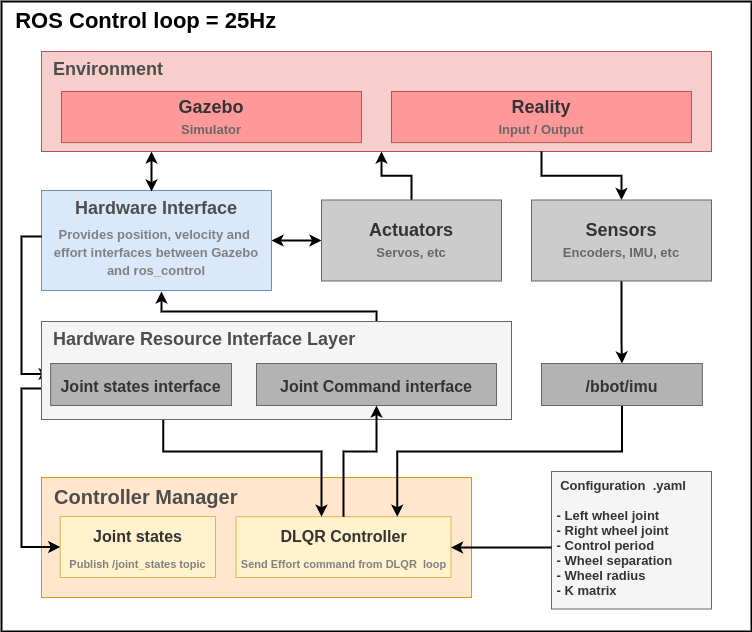 ROS Control loop = 25Hz
Environment
Gazebo
Simulator
Reality
Input / Output
Hardware Interface
Provides position, velocity and
effort interfaces between Gazebo
and ros_control
Actuators
Servos, etc
Sensors
Encoders, IMU, etc
Hardware Resource Interface Layer
Joint states interface
Joint Command interface
/bbot/imu
Controller Manager
Joint states
Publish /joint_states topic
DLQR Controller
Send Effort command from DLQR loop
Configuration .yaml
- Left wheel joint
- Right wheel joint
- Control period
- Wheel separation
- Wheel radius
- K matrix